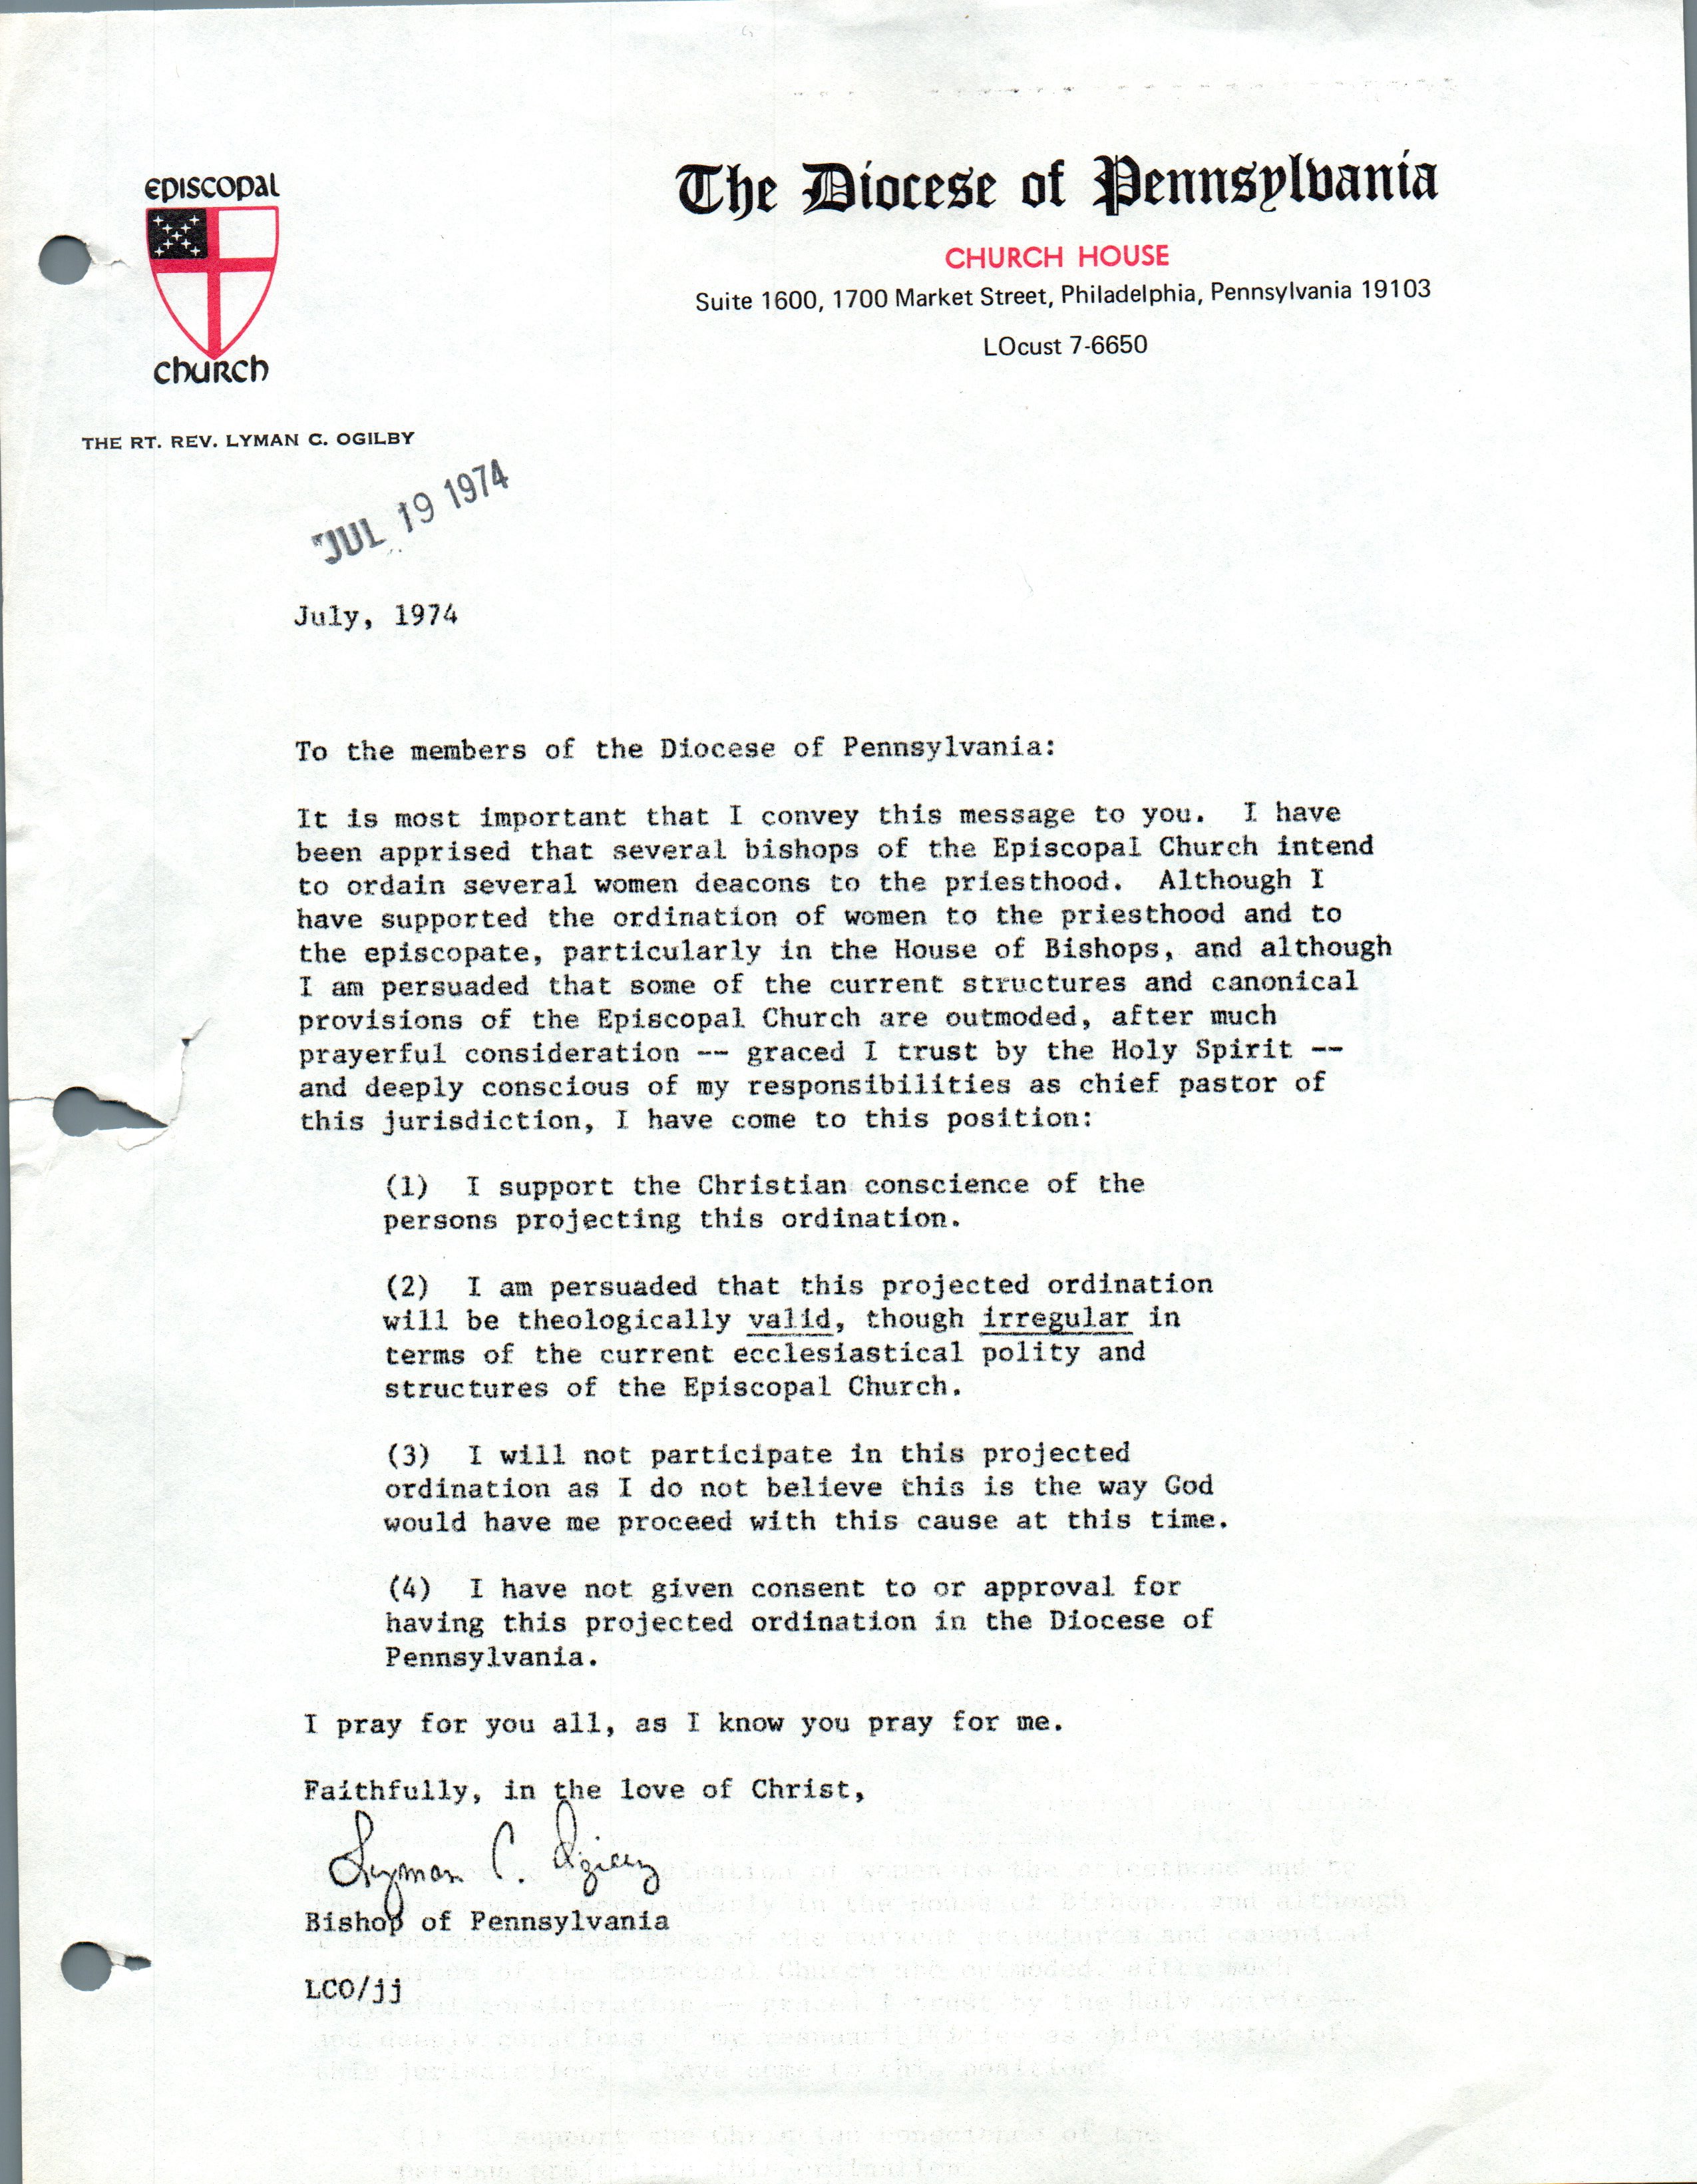 EPISCOPAL
CHURCH
The Diocese of Pennsylvania
CHURCH HOUSE
Suite 1600, 1700 Market Street, Philadelphia, Pennsylvania 19103
LOcust 7-6650
THE RT. REV. LYMAN C. OGILBY
JUL 19 1974
July, 1974
To the members of the Diocese of Pennsylvania:
It is most important that I convey this message to you.  I have
been apprised that several bishops of the Episcopal Church intend
to ordain several women deacons to the priesthood.  Although I
have supported the ordination of women to the priesthood and to
the episcopate, particularly in the House of Bishops, and although
I am persuaded that some of the current structures and canonical
provisions of the Episcopal Church are outmoded, after much
prayerful consideration -- graced I trust by the Holy Spirit --
and deeply conscious of my responsibilities as chief pastor of
this jurisdiction, I have come to this position:
(1)  I support the Christian conscience of the
persons projecting this ordination.
(2)  I am persuaded that this projected ordination
will be theologically valid, though irregular in
terms of the current ecclesiastical polity and
structures of the Episcopal Church.
(3)  I will not participate in this projected
ordination as I do not believe this is the way God
would have me proceed with this cause at this time.
(4)  I have not given consent to or approval for
having this projected ordination in the Diocese of
Pennsylvania.
I pray for you all, as I know you pray for me.
Faithfully, in the love of Christ,
Lyman C. Ogilby
Bishop of Pennsylvania
LCO/jj